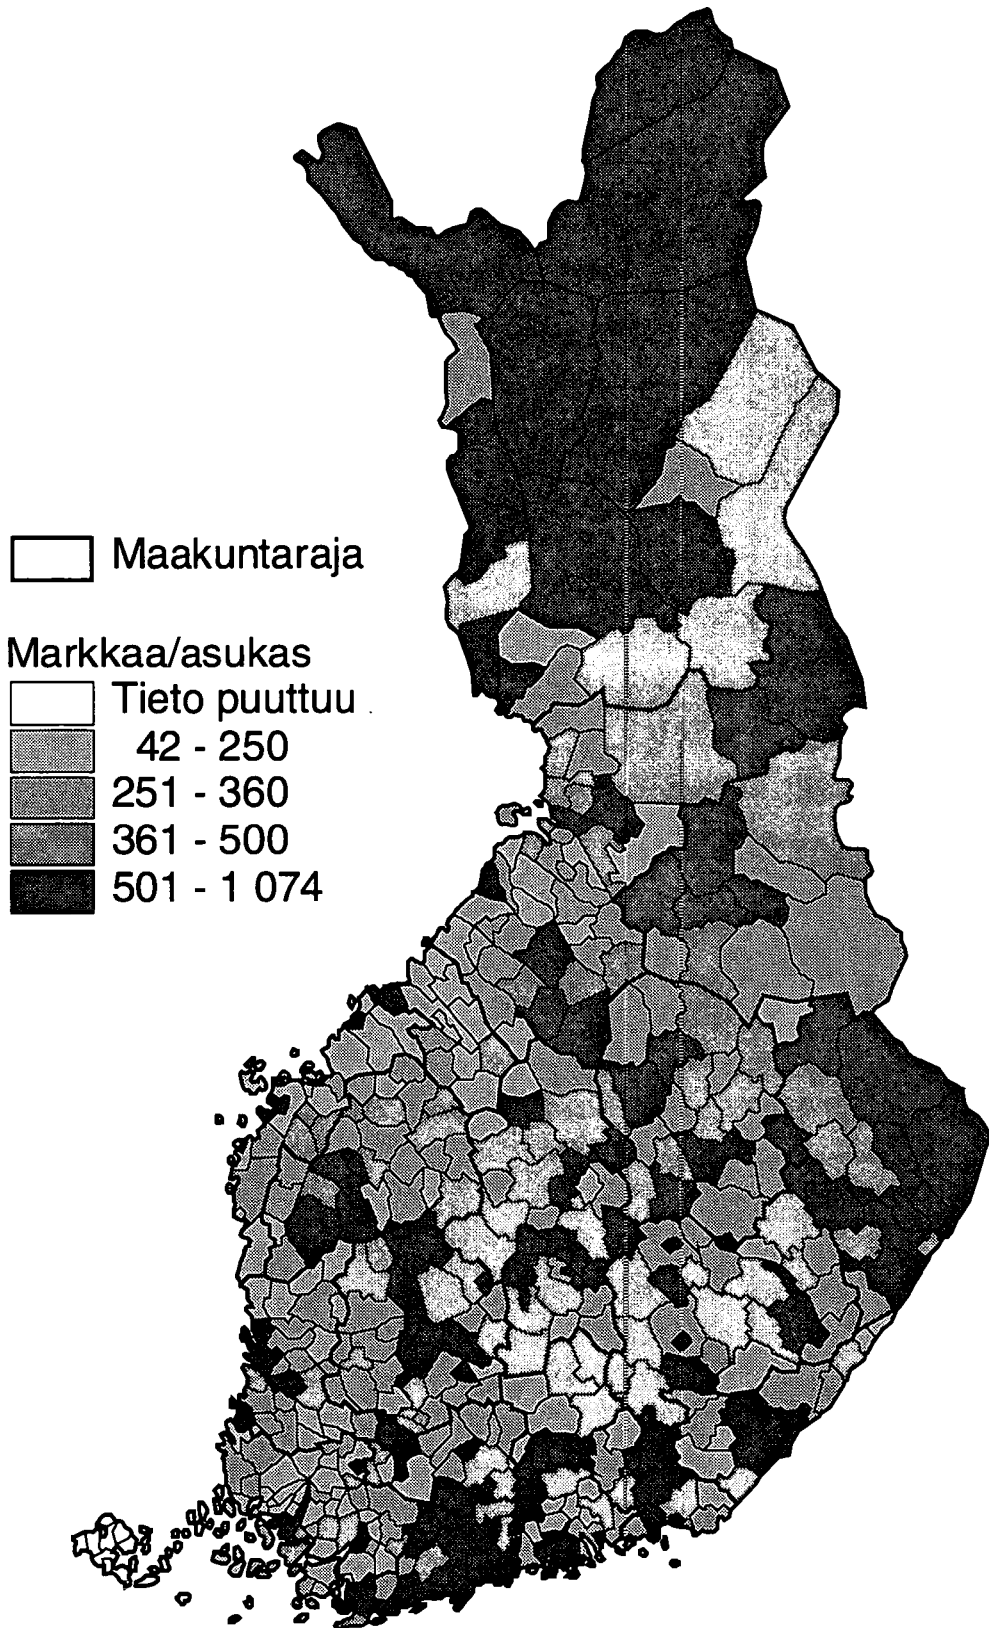 Maakuntaraja
Markkaa/asukas
Tieto puuttuu
42 - 250
251 - 360
361 - 500
501 - 1 074